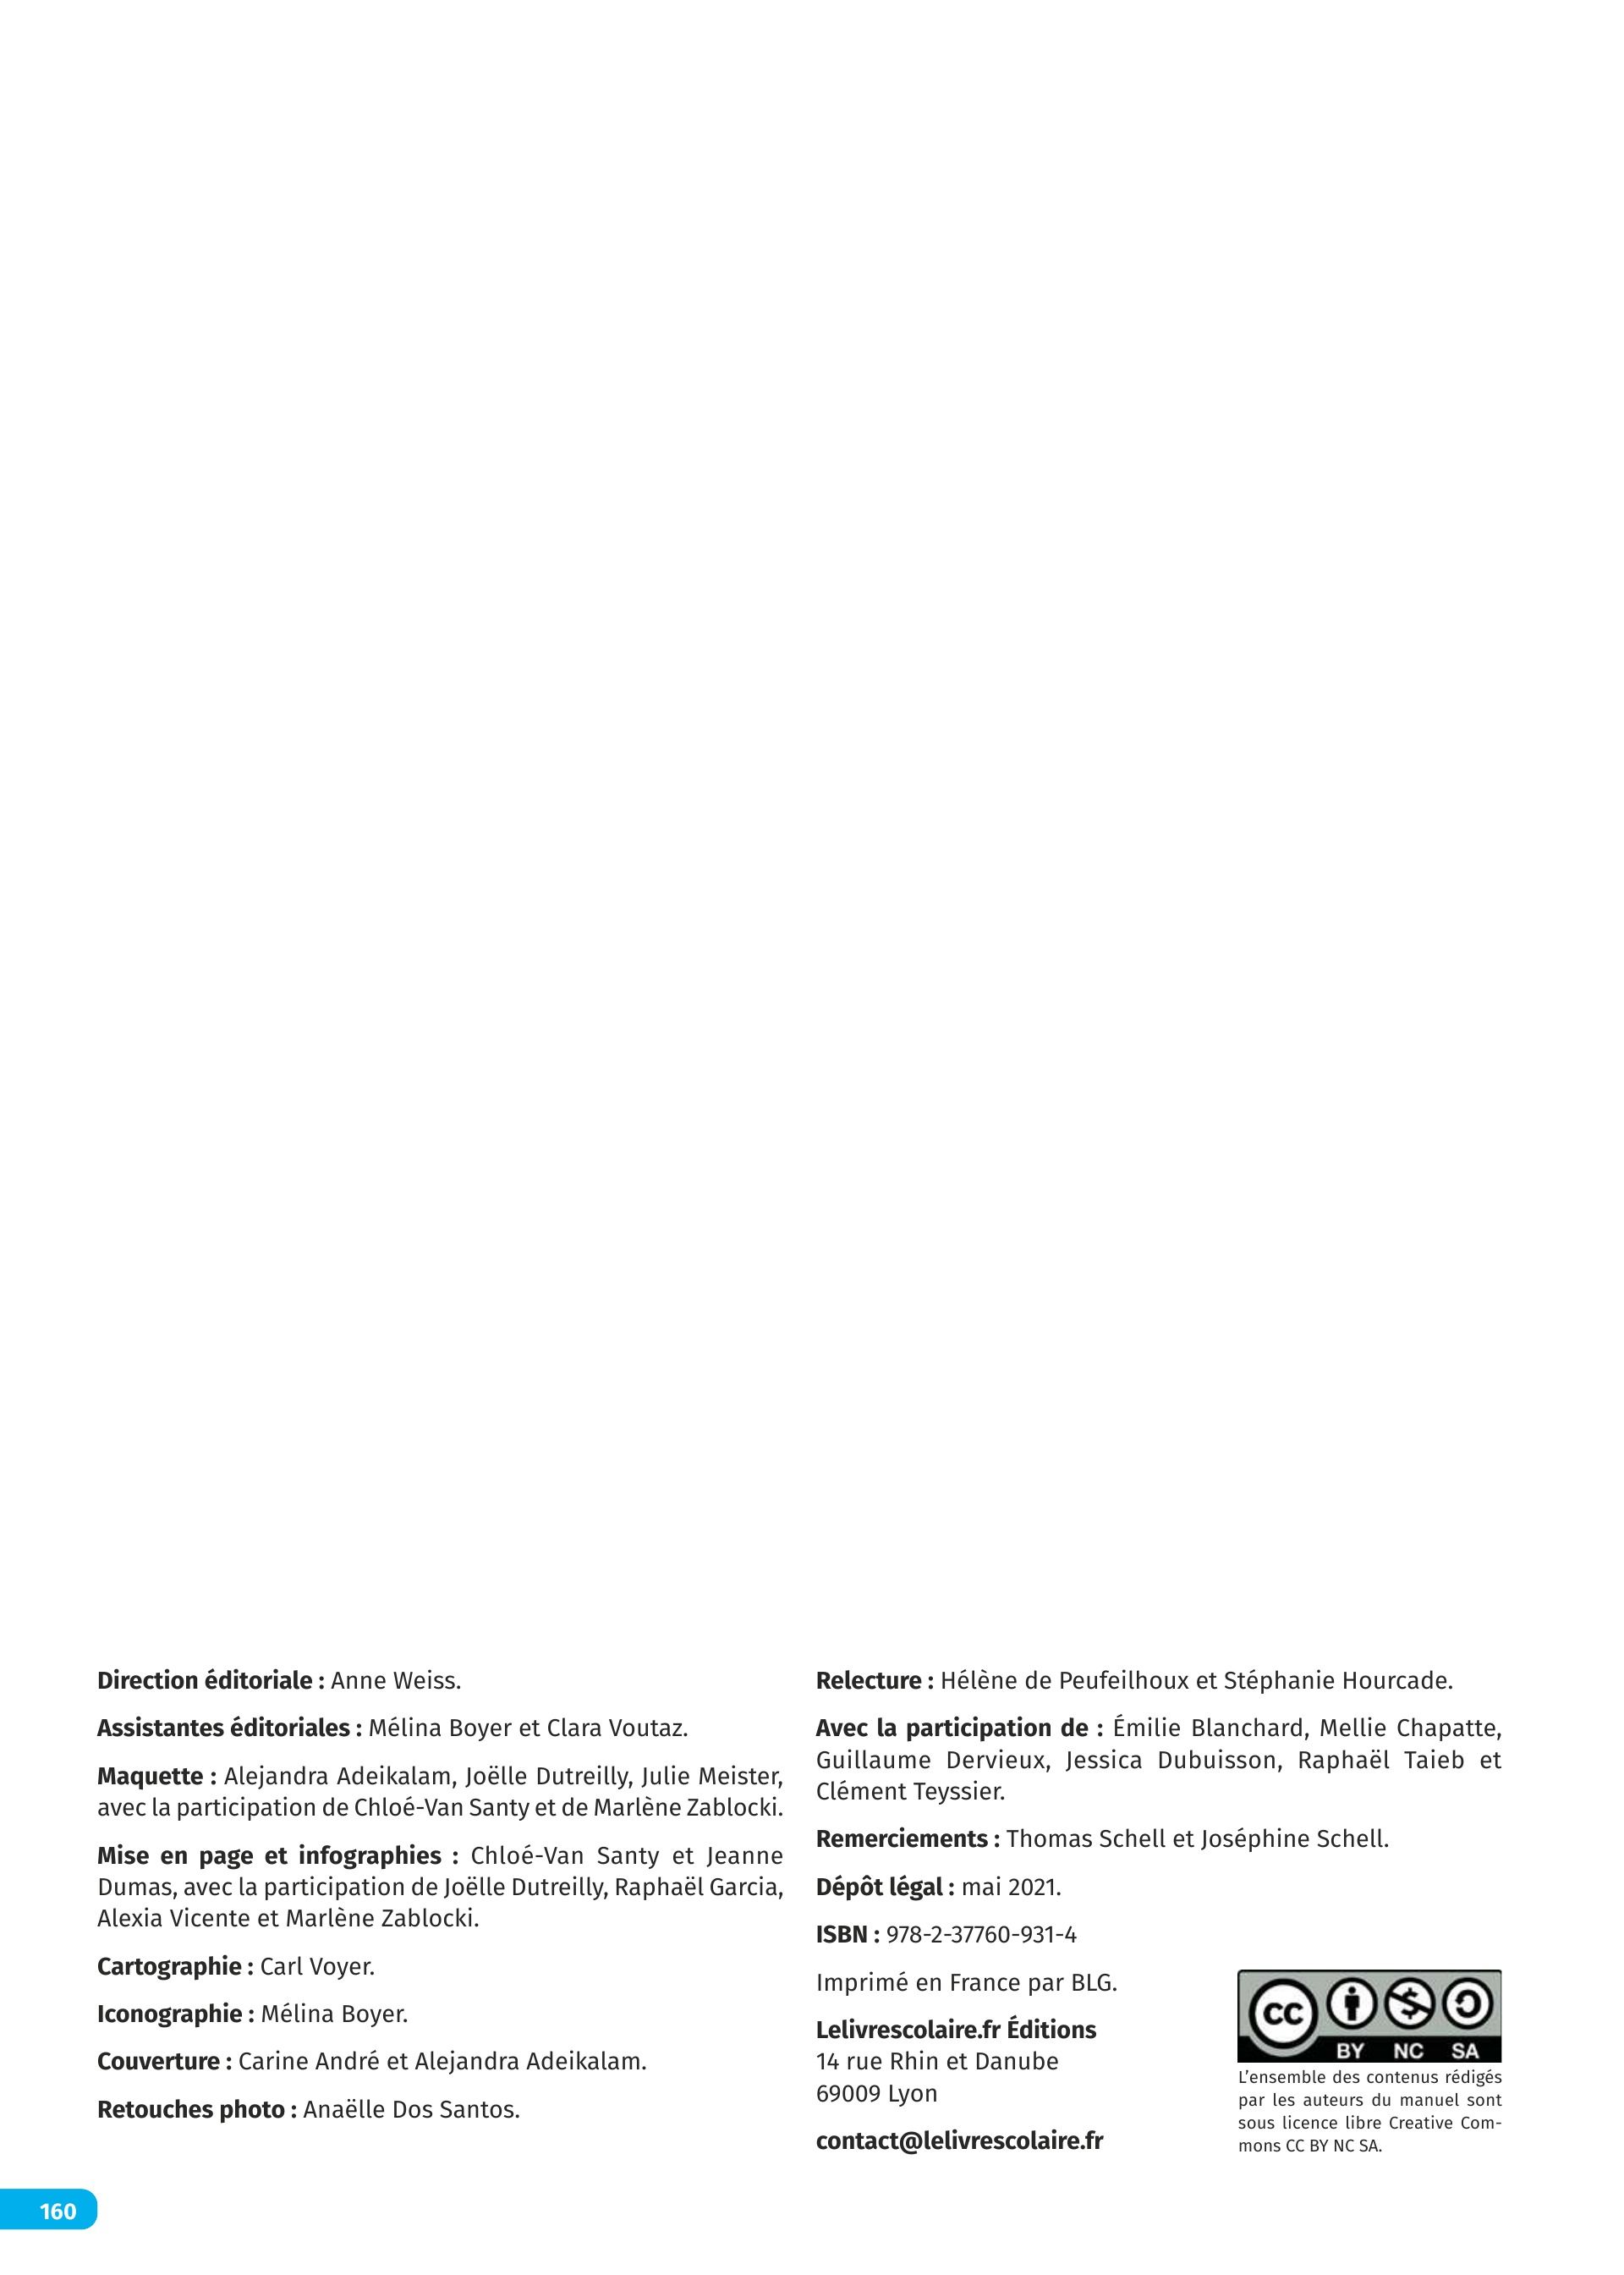 Direction éditoriale : Anne Weiss.
Assistantes éditoriales : Mélina Boyer et Clara Voutaz.
Maquette : Alejandra Adeikalam, Joëlle Dutreilly, Julie Meister,
avec la participation de Chloé-Van Santy et de Marlène Zablocki.
Mise en page et infographies : Chloé-Van Santy et Jeanne
Dumas, avec la participation de Joëlle Dutreilly, Raphaël Garcia,
Alexia Vicente et Marlène Zablocki.
Cartographie : Carl Voyer.
Iconographie : Mélina Boyer.
Couverture : Carine André et Alejandra Adeikalam.
Retouches photo : Anaëlle Dos Santos.
Relecture : Hélène de Peufeilhoux et Stéphanie Hourcade.
Avec la participation de : Émilie Blanchard, Mellie Chapatte,
Guillaume Dervieux, Jessica Dubuisson, Raphaël Taieb et
Clément Teyssier.
Remerciements : Thomas Schell et Joséphine Schell.
Dépôt légal : mai 2021.
ISBN : 978-2-37760-931-4
Imprimé en France par BLG.
Lelivrescolaire.fr Éditions
14 rue Rhin et Danube
69009 Lyon
contact@lelivrescolaire.fr
cc
BY NC SA
L'ensemble des contenus rédigés
par les auteurs du manuel sont
sous licence libre Creative Com-
mons CC BY NC SA.
160